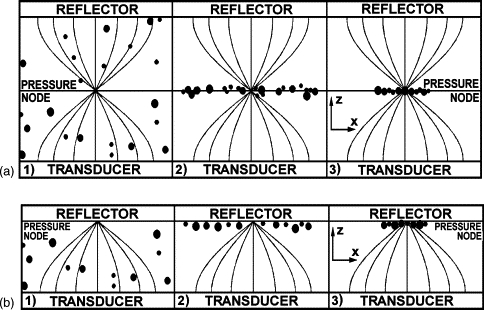 REFLECTOR REFLECTOR REFLECTOR
PRESSURE
NODE
PRESSURE
NODE
z
x
(a) 1) TRANSDUCER 2) TRANSDUCER 3) TRANSDUCER
REFLECTOR REFLECTOR REFLECTOR
PRESSURE
NODE
PRESSURE
NODE
z
x
(b) 1) TRANSDUCER 2) TRANSDUCER 3) TRANSDUCER